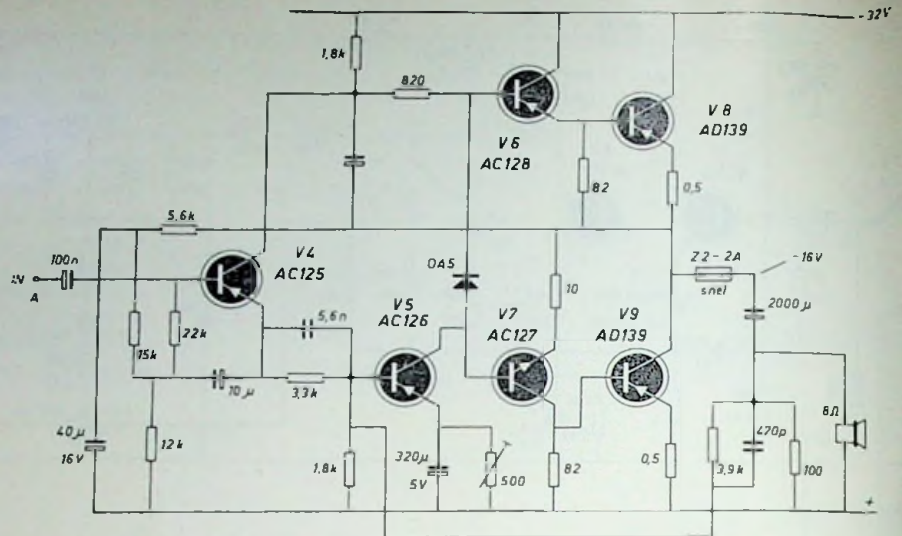 -32V
1,8k
820
V6
AC128
V8
AD139
82
0,5
5,6k
100n
IN
A
V4
AC125
OA5
10
Z2-2A
snel
-16V
2000µ
V5
AC126
5,6n
V7
AC127
V9
AD139
15k
22k
10µ
3,3k
8Ω
40µ
16V
12k
1,8k
320µ
5V
500
82
0,5
3,9k
470p
100
+